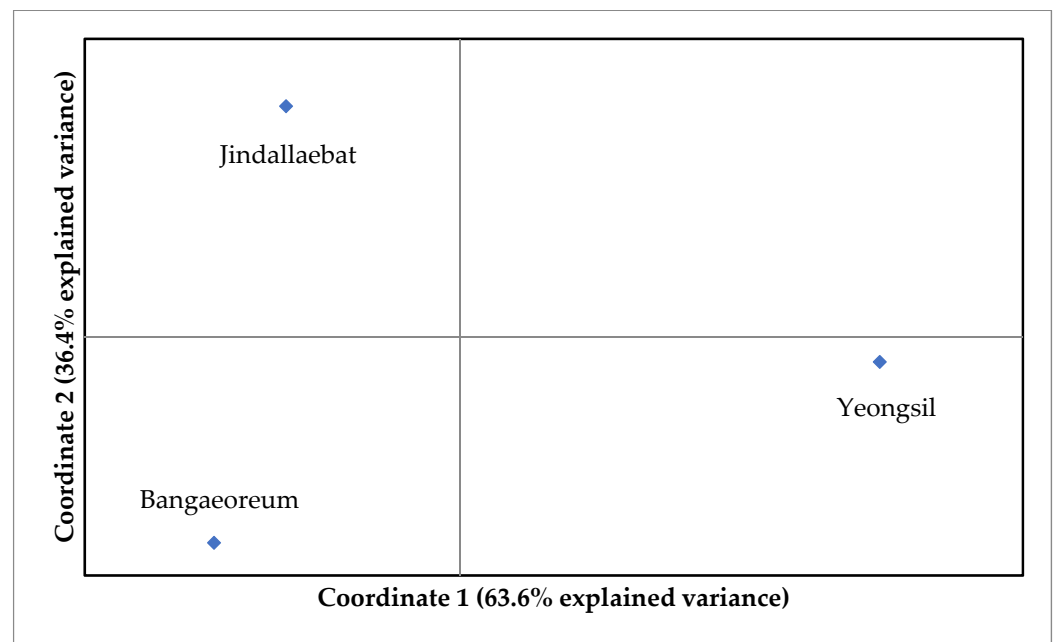 Coordinate 2 (36.4% explained variance)
Jindallaebat
Yeongsil
Bangaeoreum
Coordinate 1 (63.6% explained variance)